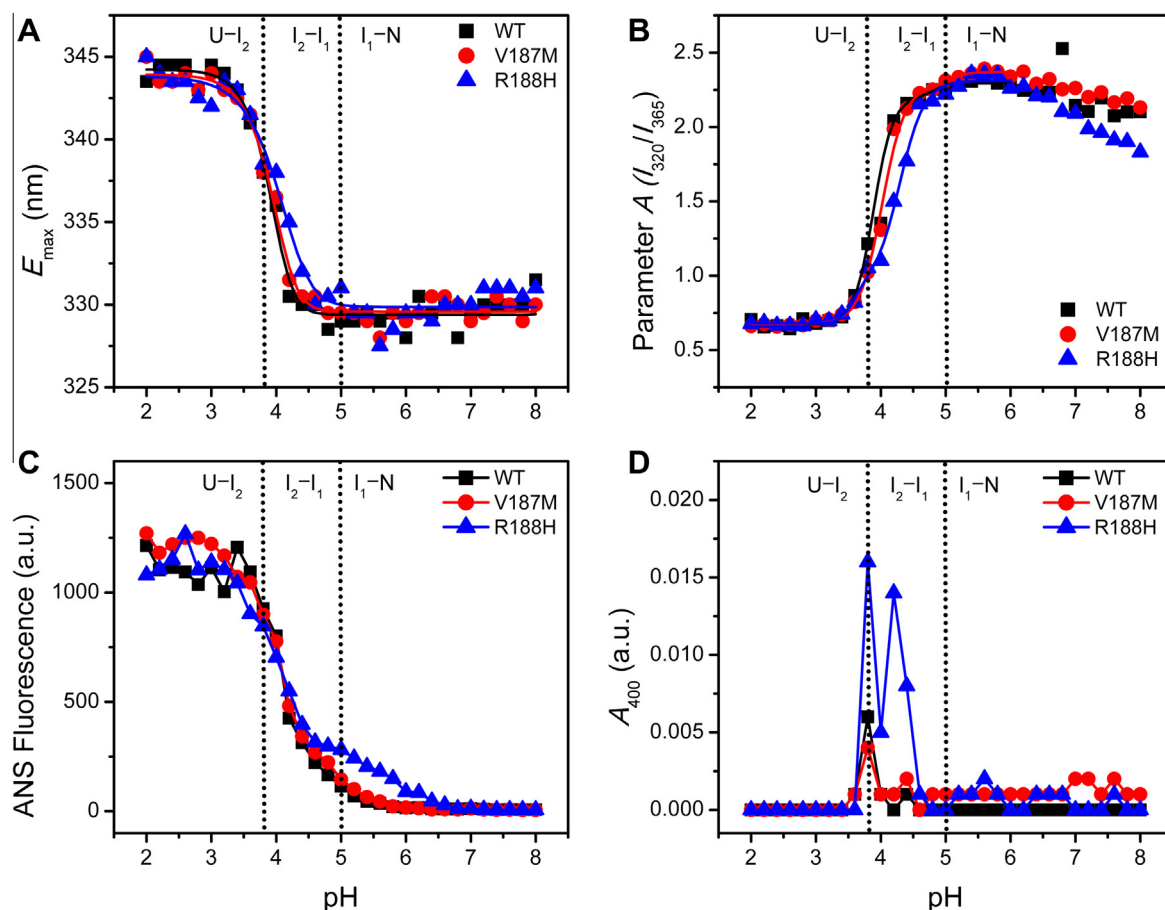 A
U–I₂ I₂–I₁ I₁–N
WT
V187M
R188H
345
340
335
330
325
Eₘₐₓ (nm)
2 3 4 5 6 7 8
B
U–I₂ I₂–I₁ I₁–N
2.5
2.0
1.5
1.0
0.5
Parameter A (I₃₂₀/I₃₆₅)
WT
V187M
R188H
2 3 4 5 6 7 8
C
U–I₂ I₂–I₁ I₁–N
WT
V187M
R188H
1500
1000
500
0
ANS Fluorescence (a.u.)
2 3 4 5 6 7 8
pH
D
U–I₂ I₂–I₁ I₁–N
WT
V187M
R188H
0.020
0.015
0.010
0.005
0.000
A₄₀₀ (a.u.)
2 3 4 5 6 7 8
pH